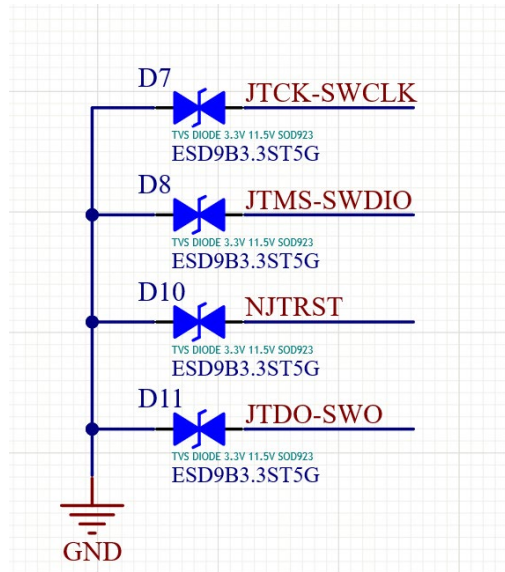 D7
JTCK-SWCLK
TVS DIODE 3.3V 11.5V SOD923
ESD9B3.3ST5G
D8
JTMS-SWDIO
TVS DIODE 3.3V 11.5V SOD923
ESD9B3.3ST5G
D10
NJTRST
TVS DIODE 3.3V 11.5V SOD923
ESD9B3.3ST5G
D11
JTDO-SWO
TVS DIODE 3.3V 11.5V SOD923
ESD9B3.3ST5G
GND